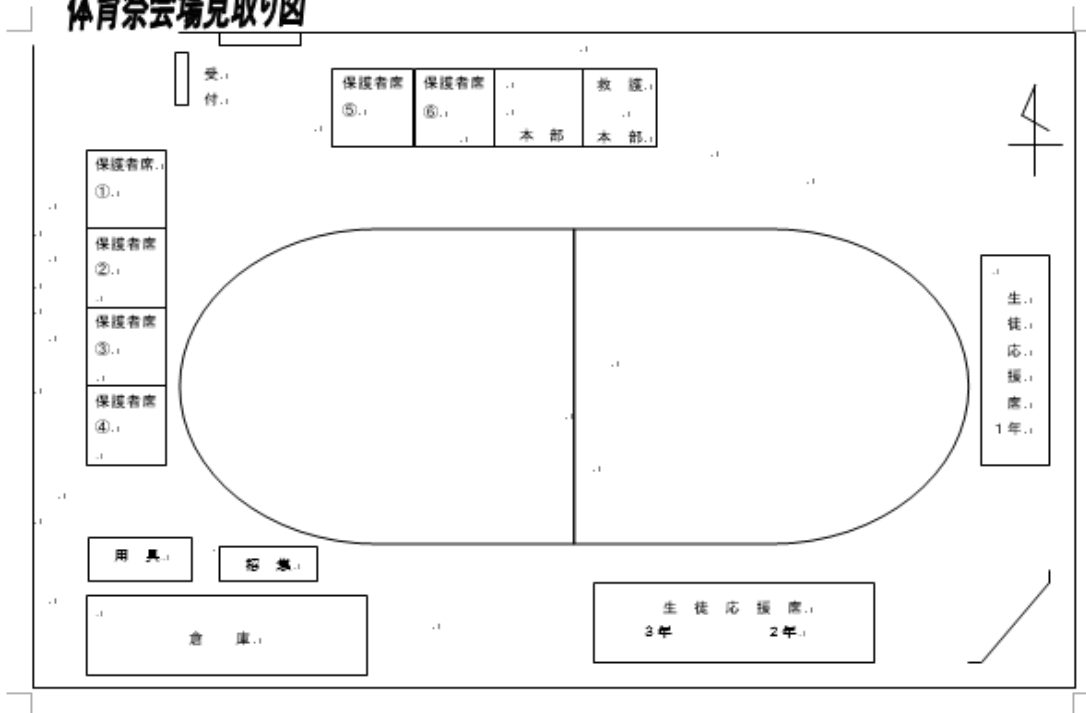 体育祭会場見取り図
受
付
保護者席
⑤
保護者席
⑥
本 部
救 護
本 部
保護者席
①
保護者席
②
保護者席
③
保護者席
④
生
徒
応
援
席
1年
用 具
招 集
倉 庫
生 徒 応 援 席
3年 2年